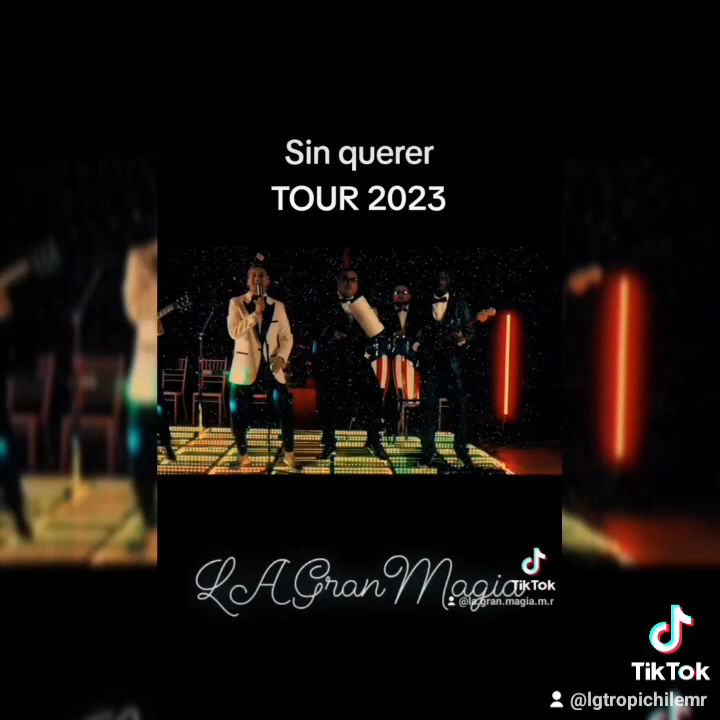 Sin querer
TOUR 2023
LA Gran Magia
TikTok
@la.gran.magia.m.r
TikTok
@lgtropichilemr